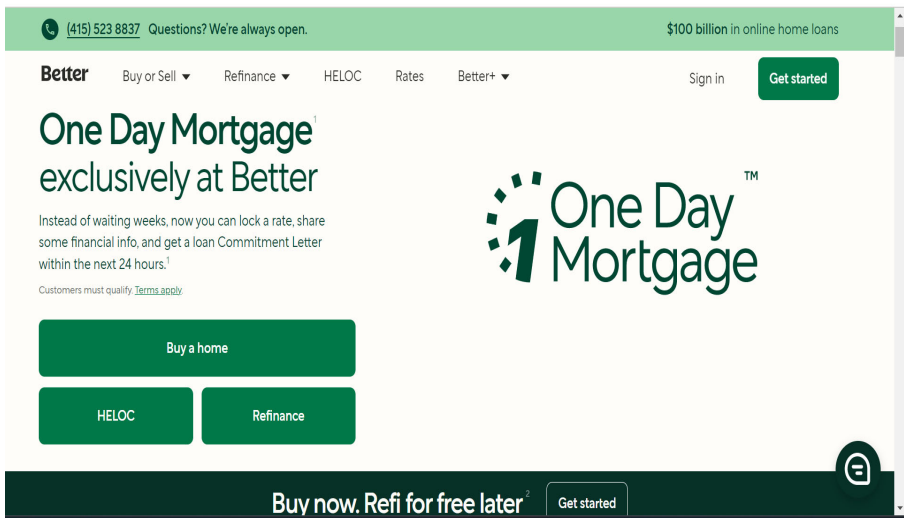 (415) 523 8837 Questions? We're always open.
$100 billion in online home loans
Better
Buy or Sell
Refinance
HELOC
Rates
Better+
Sign in
Get started
One Day Mortgage1
exclusively at Better
Instead of waiting weeks, now you can lock a rate, share
some financial info, and get a loan Commitment Letter
within the next 24 hours.1
Customers must qualify. Terms apply
1 One Day
Mortgage™
Buy a home
HELOC
Refinance
Buy now. Refi for free later2
Get started